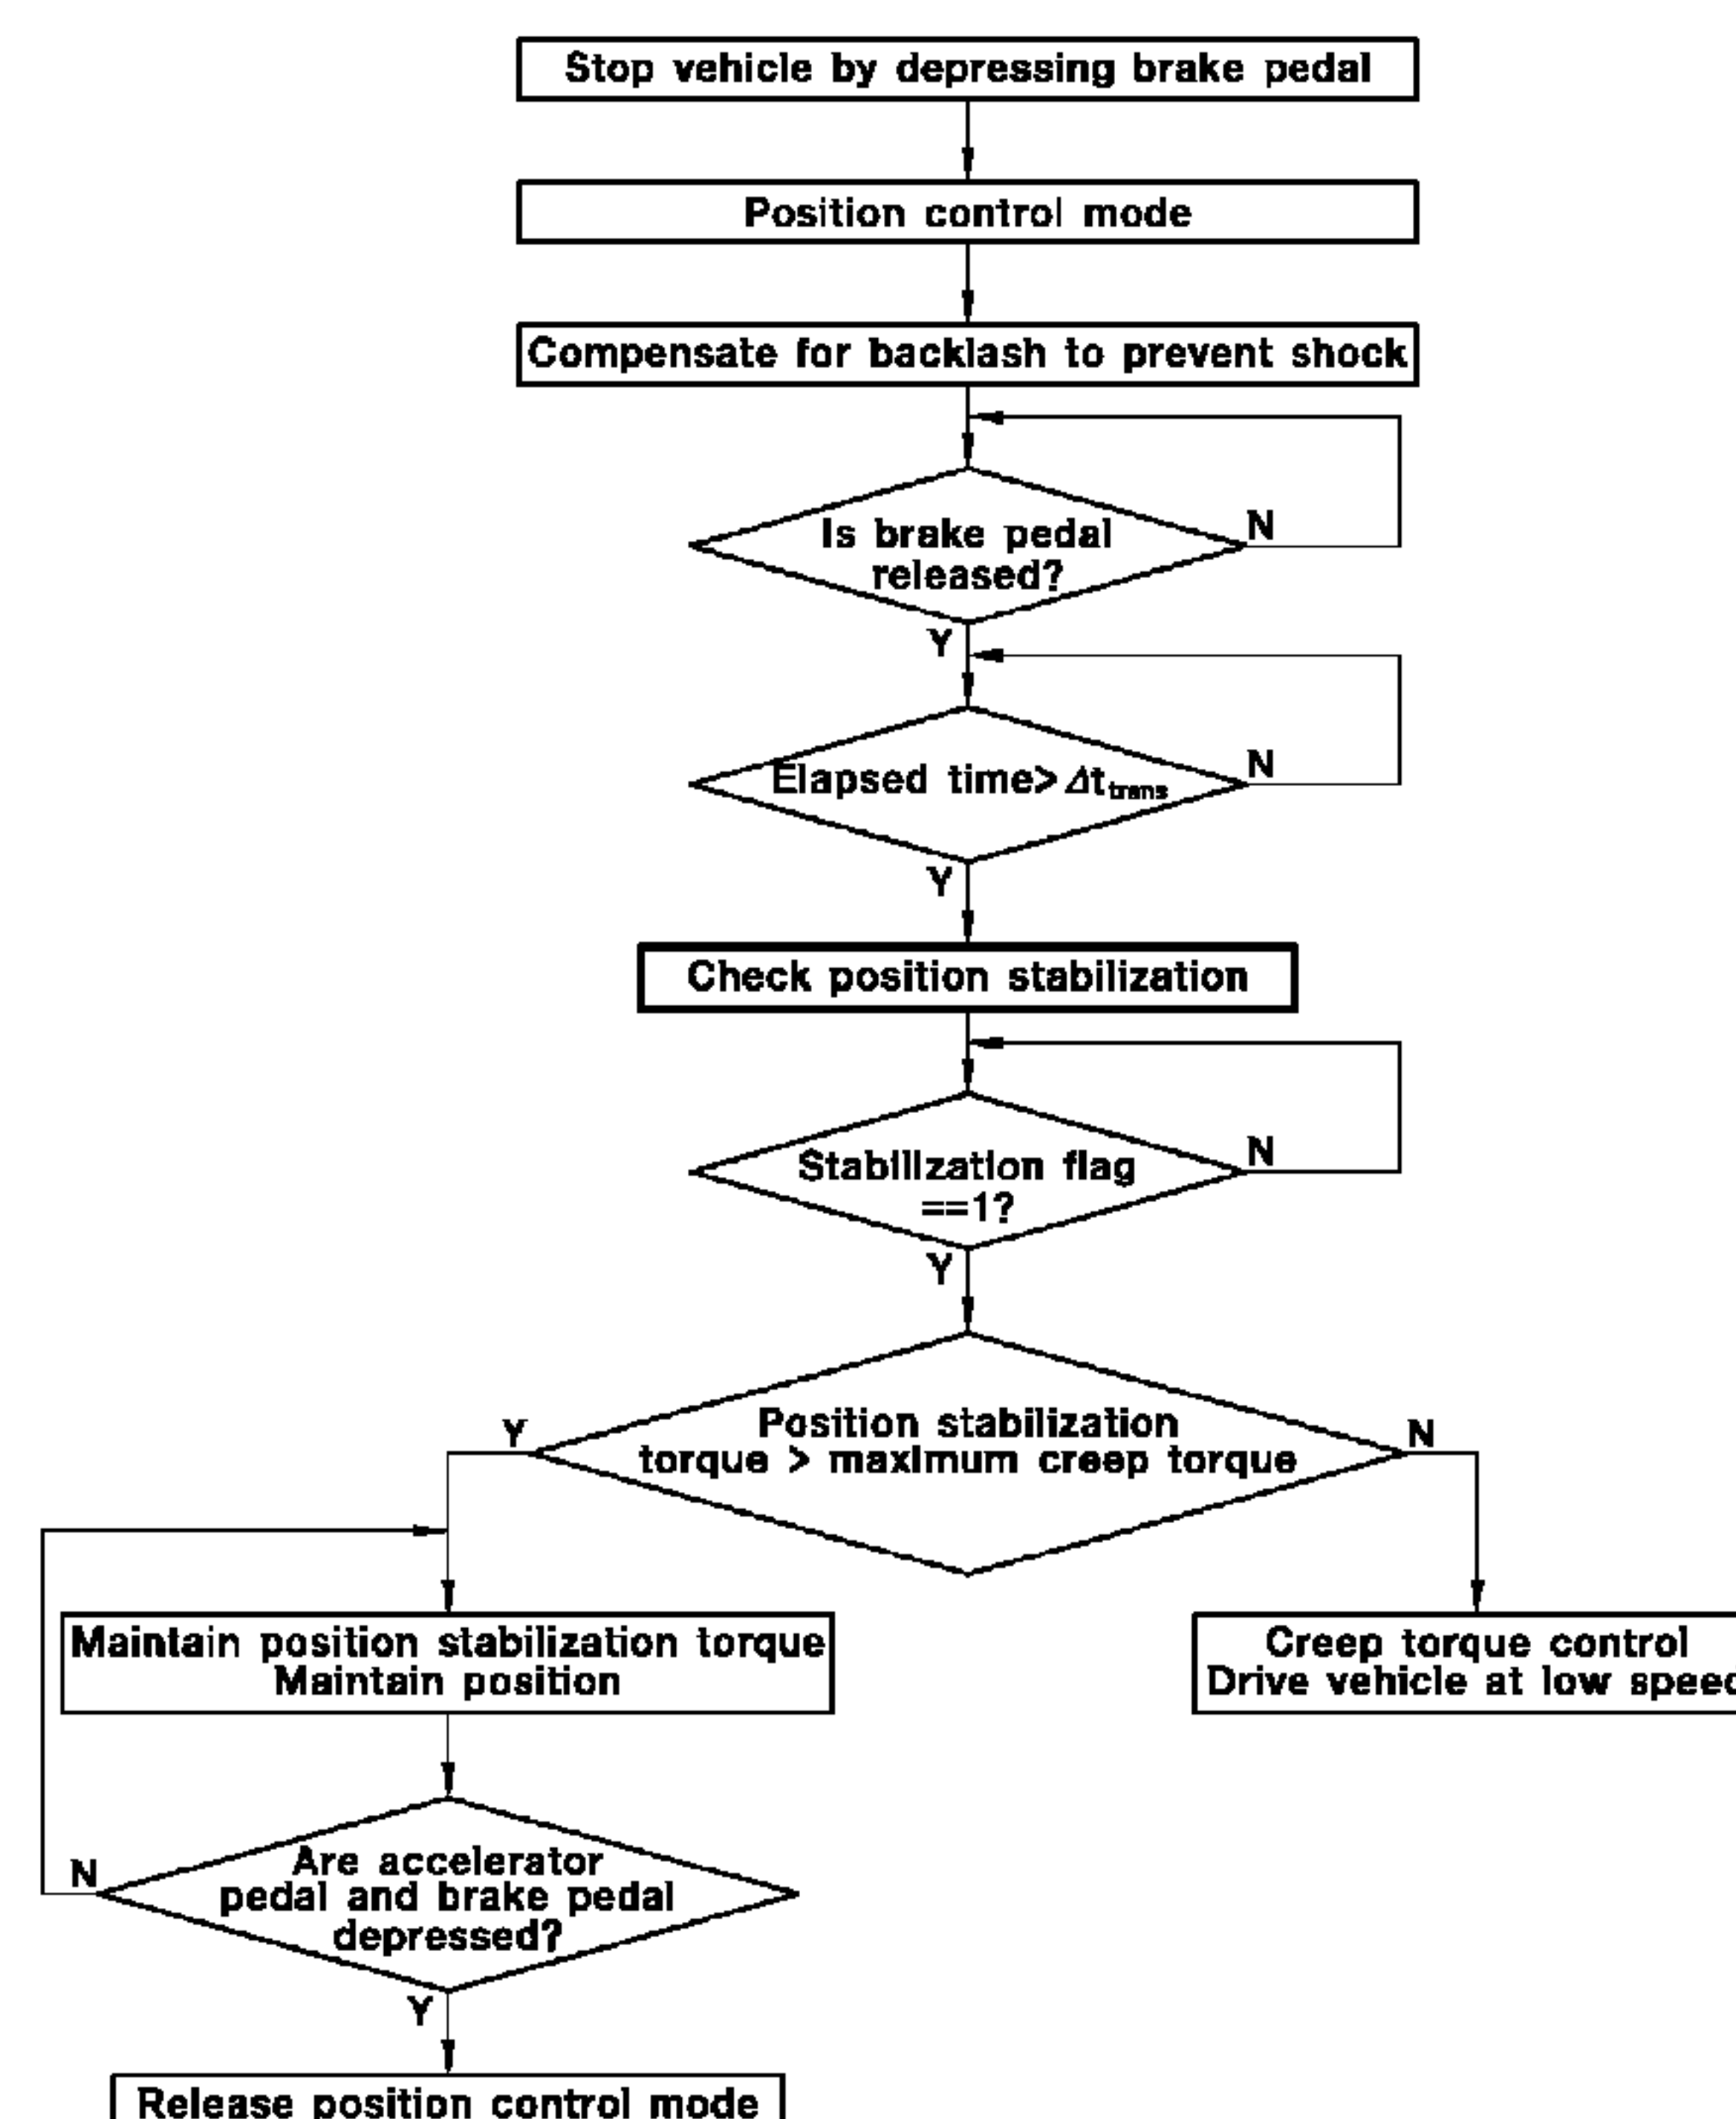 Stop vehicle by depressing brake pedal
Position control mode
Compensate for backlash to prevent shock
Is brake pedal
released?
N
Y
Elapsed time> Δt trans
N
Y
Check position stabilization
Stabilization flag
==1?
N
Y
Position stabilization
torque > maximum creep torque
Y
N
Maintain position stabilization torque
Maintain position
Creep torque control
Drive vehicle at low speed
Are accelerator
pedal and brake pedal
depressed?
N
Y
Release position control mode